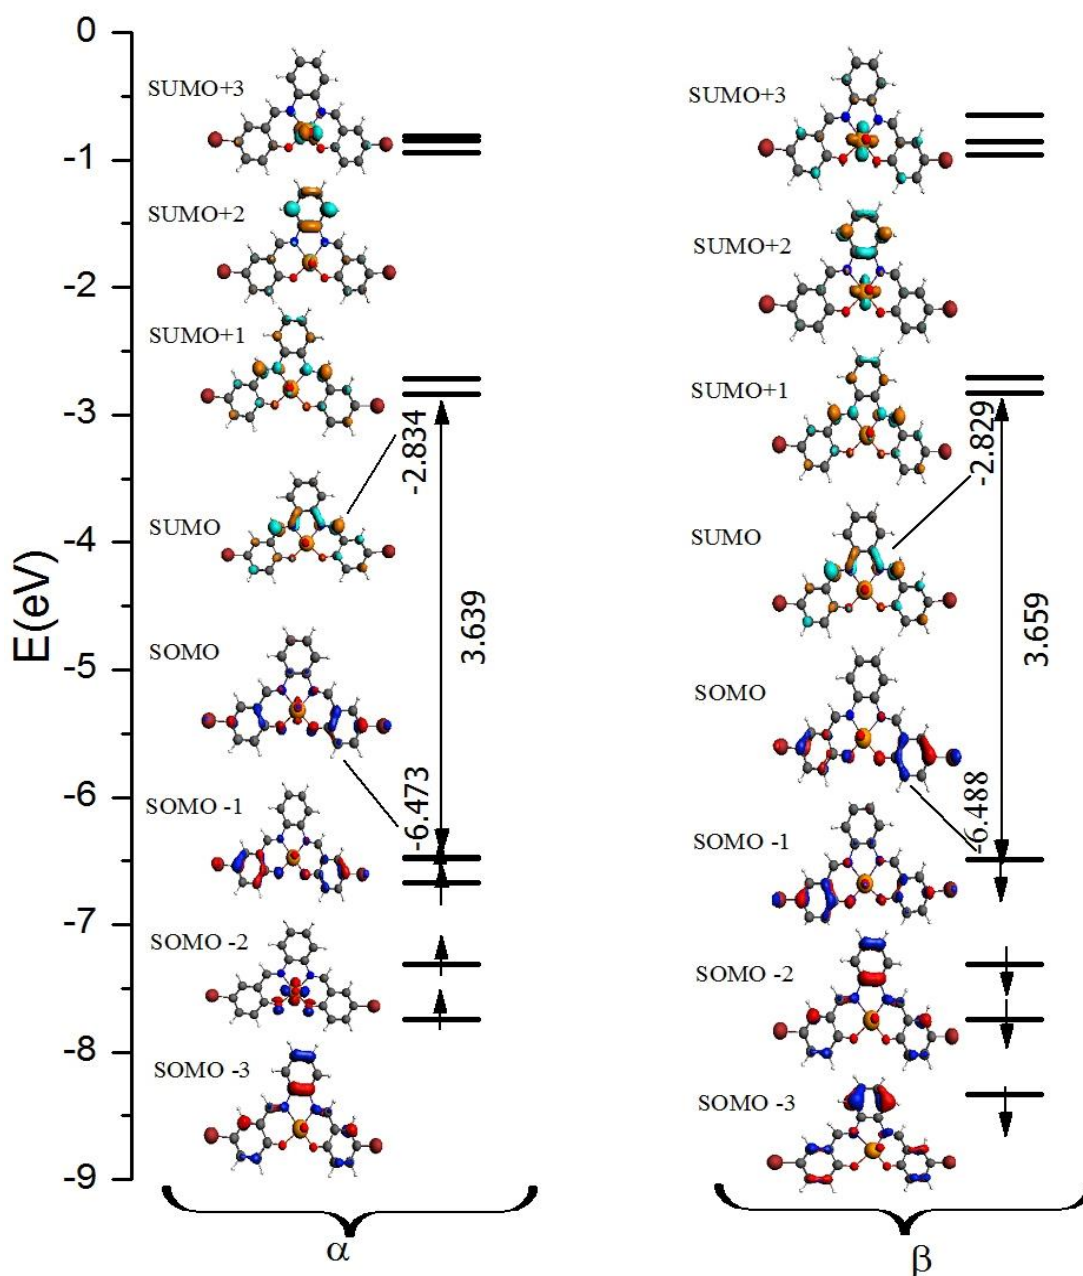 0
-1
-2
-3
-4
-5
-6
-7
-8
-9
E(eV)
SUMO+3
SUMO+2
SUMO+1
-2.834
SUMO
3.639
SOMO
-6.473
SOMO -1
SOMO -2
SOMO -3
α
SUMO+3
SUMO+2
SUMO+1
-2.829
SUMO
3.659
SOMO
-6.488
SOMO -1
SOMO -2
SOMO -3
β